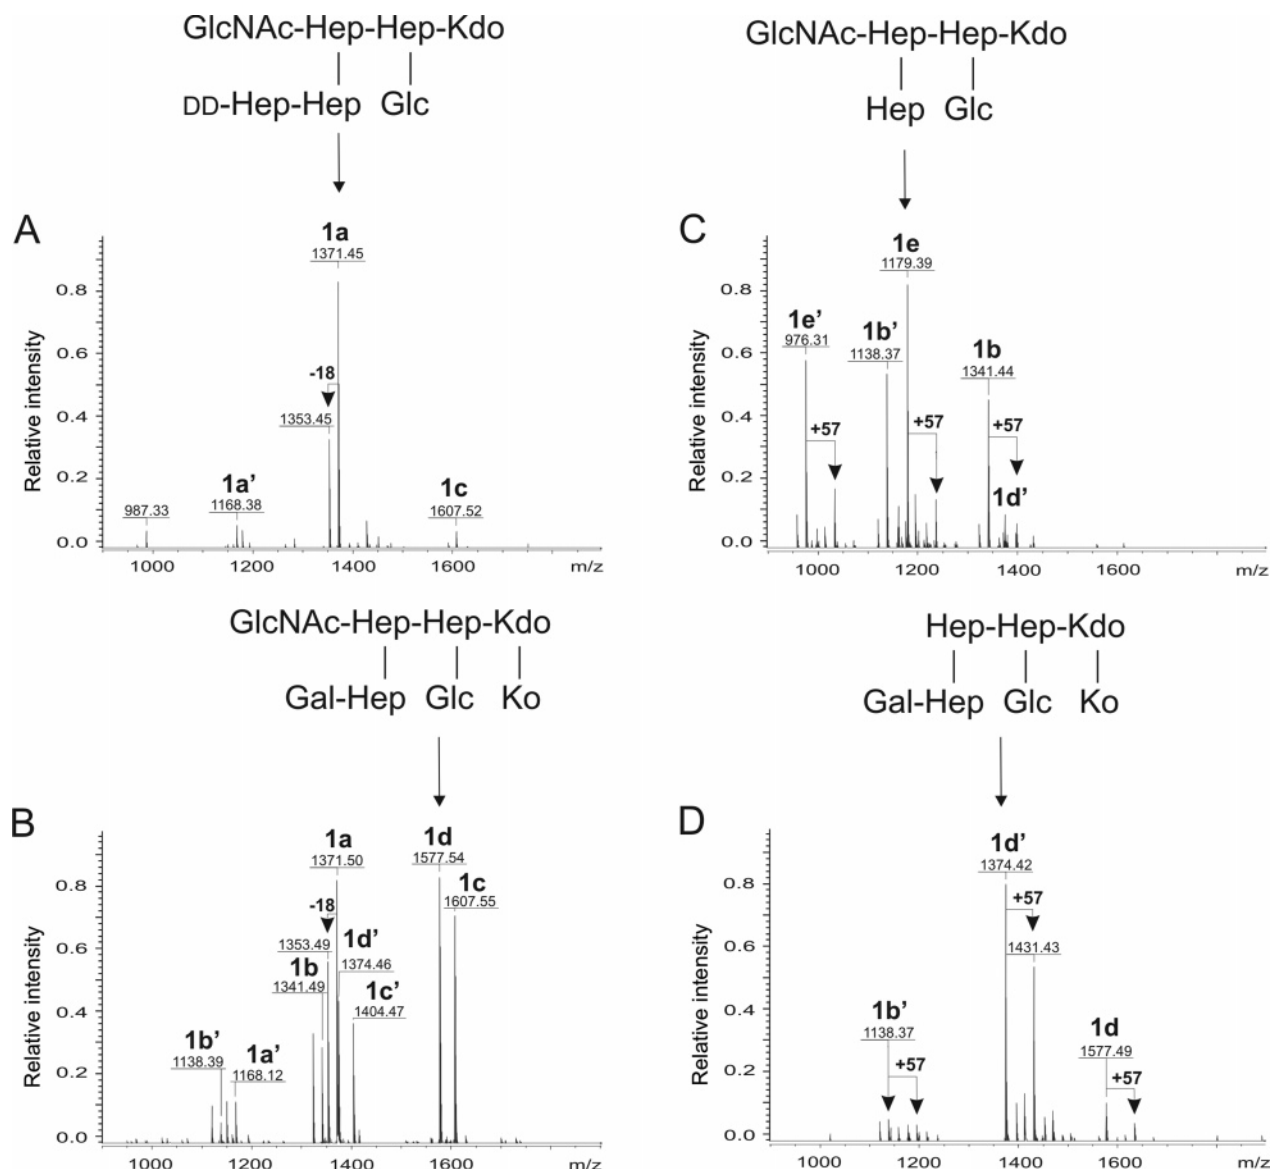 GlcNAc-Hep-Hep-Kdo
DD-Hep-Hep Glc
A
Relative intensity
0.8
0.6
0.4
0.2
0.0
1a
1371.45
-18
1353.45
1a’
1168.38
987.33
1c
1607.52
1000 1200 1400 1600 m/z
GlcNAc-Hep-Hep-Kdo
Hep Glc
C
Relative intensity
0.8
0.6
0.4
0.2
0.0
1e
1179.39
1e’
976.31
1b’
1138.37
1b
1341.44
+57
+57
+57
1d’
1000 1200 1400 1600 m/z
GlcNAc-Hep-Hep-Kdo
Gal-Hep Glc Ko
B
Relative intensity
0.8
0.6
0.4
0.2
0.0
1a
1371.50
1d
1577.54
1c
1607.55
-18
1353.49
1d’
1374.46
1b
1341.49
1c’
1404.47
1b’
1138.39
1a’
1168.12
1000 1200 1400 1600 m/z
Hep-Hep-Kdo
Gal-Hep Glc Ko
D
Relative intensity
0.8
0.6
0.4
0.2
0.0
1d’
1374.42
+57
1431.43
1b’
1138.37
+57
1d
1577.49
+57
1000 1200 1400 1600 m/z